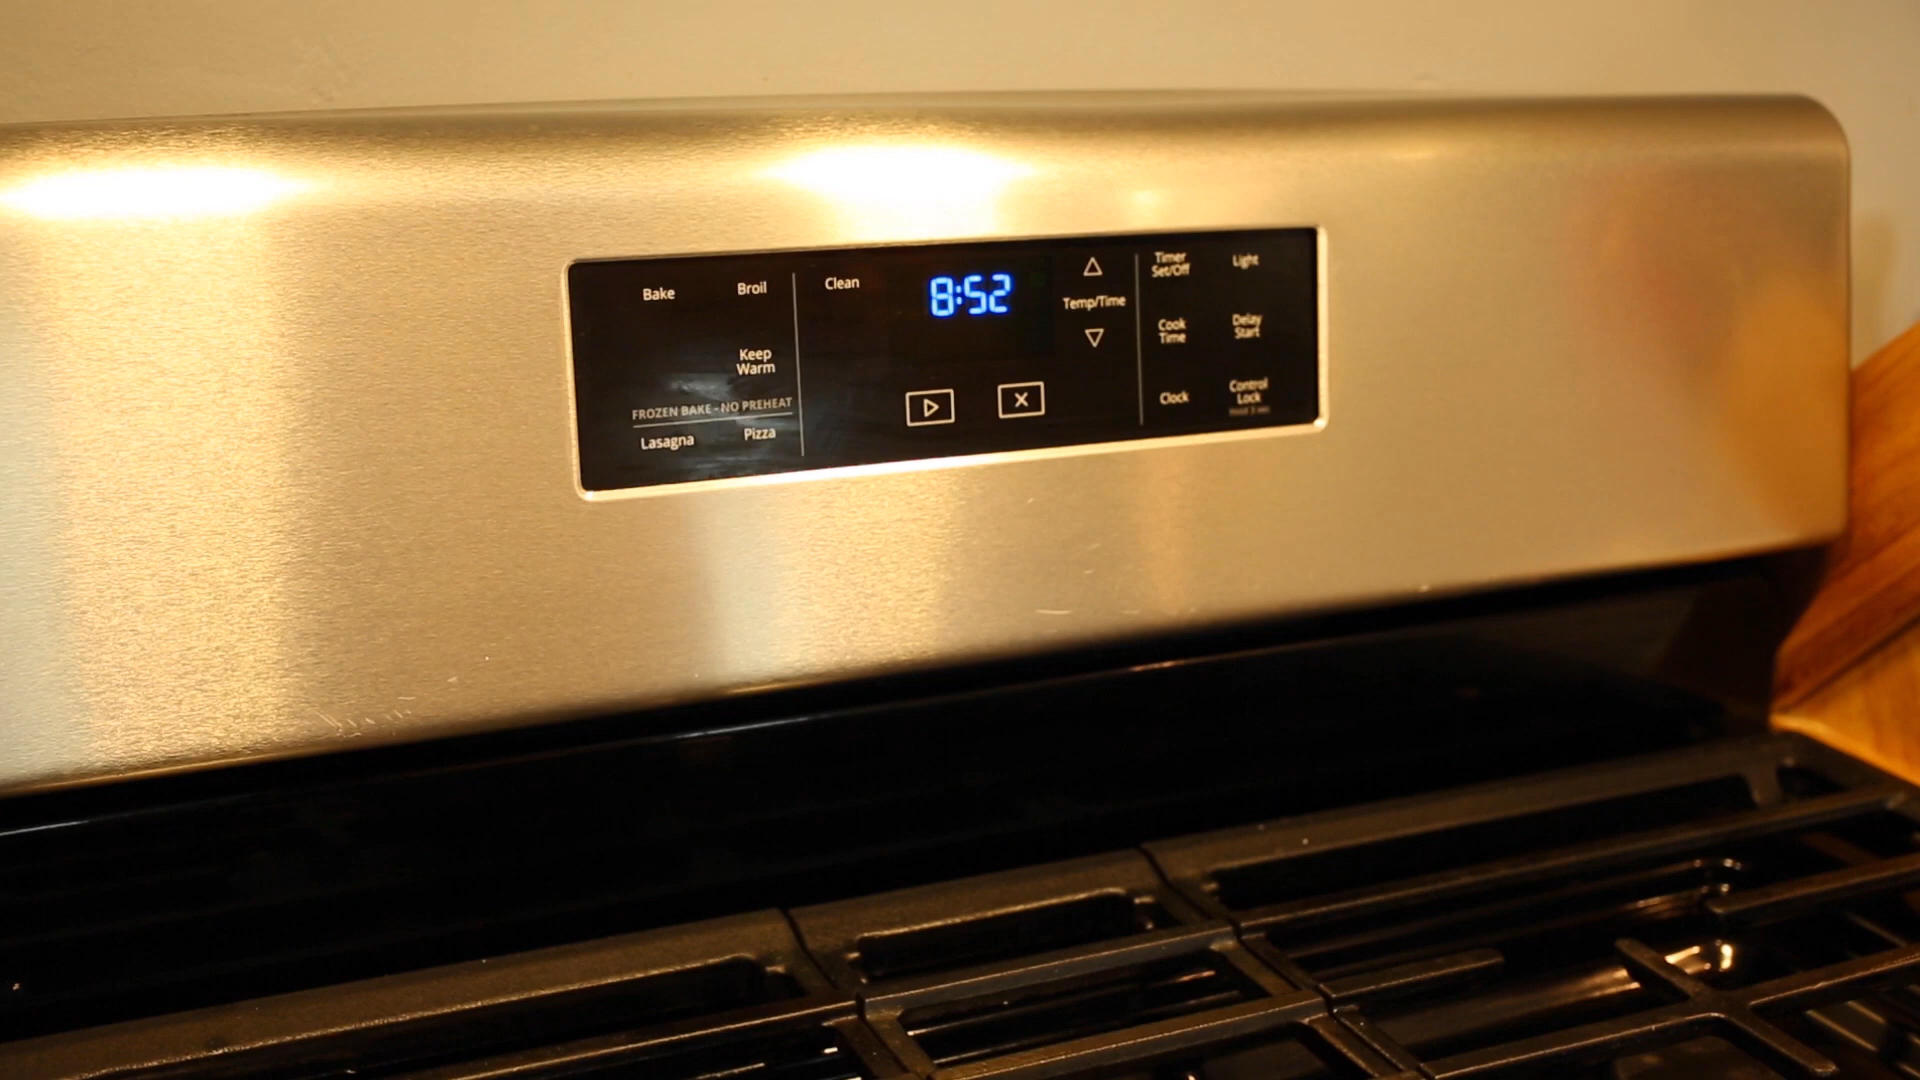 Bake
Broil
Keep
Warm
FROZEN BAKE - NO PREHEAT
Lasagna
Pizza
Clean
8:52
Temp/Time
Timer
Set/Off
Light
Cook
Time
Delay
Start
Clock
Control
Lock